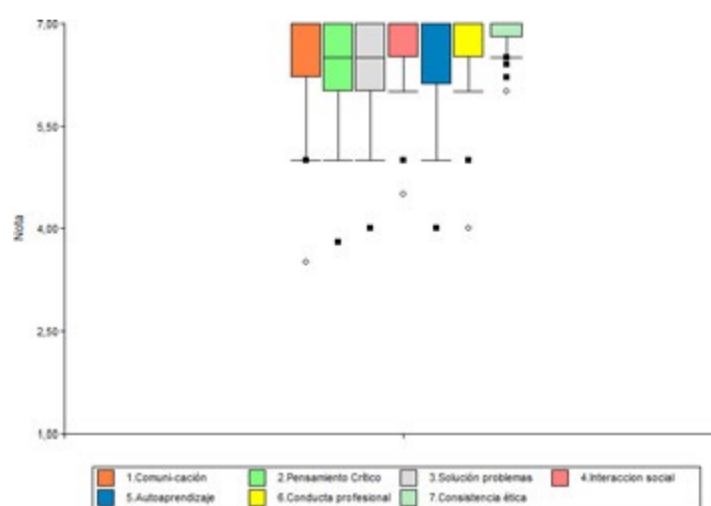 7,00
5,50
Nota
4,00
2,50
1,00
1.Comuni-cación 2.Pensamiento Crítico 3.Solución problemas 4.Interaccion social
5.Autoaprendizaje 6.Conducta profesional 7.Consistencia ética